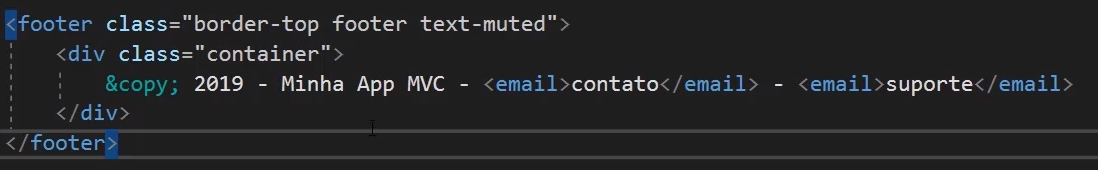 <footer class="border-top footer text-muted">
<div class="container">
&copy; 2019 - Minha App MVC - <email>contato</email> - <email>suporte</email>
</div>
</footer>